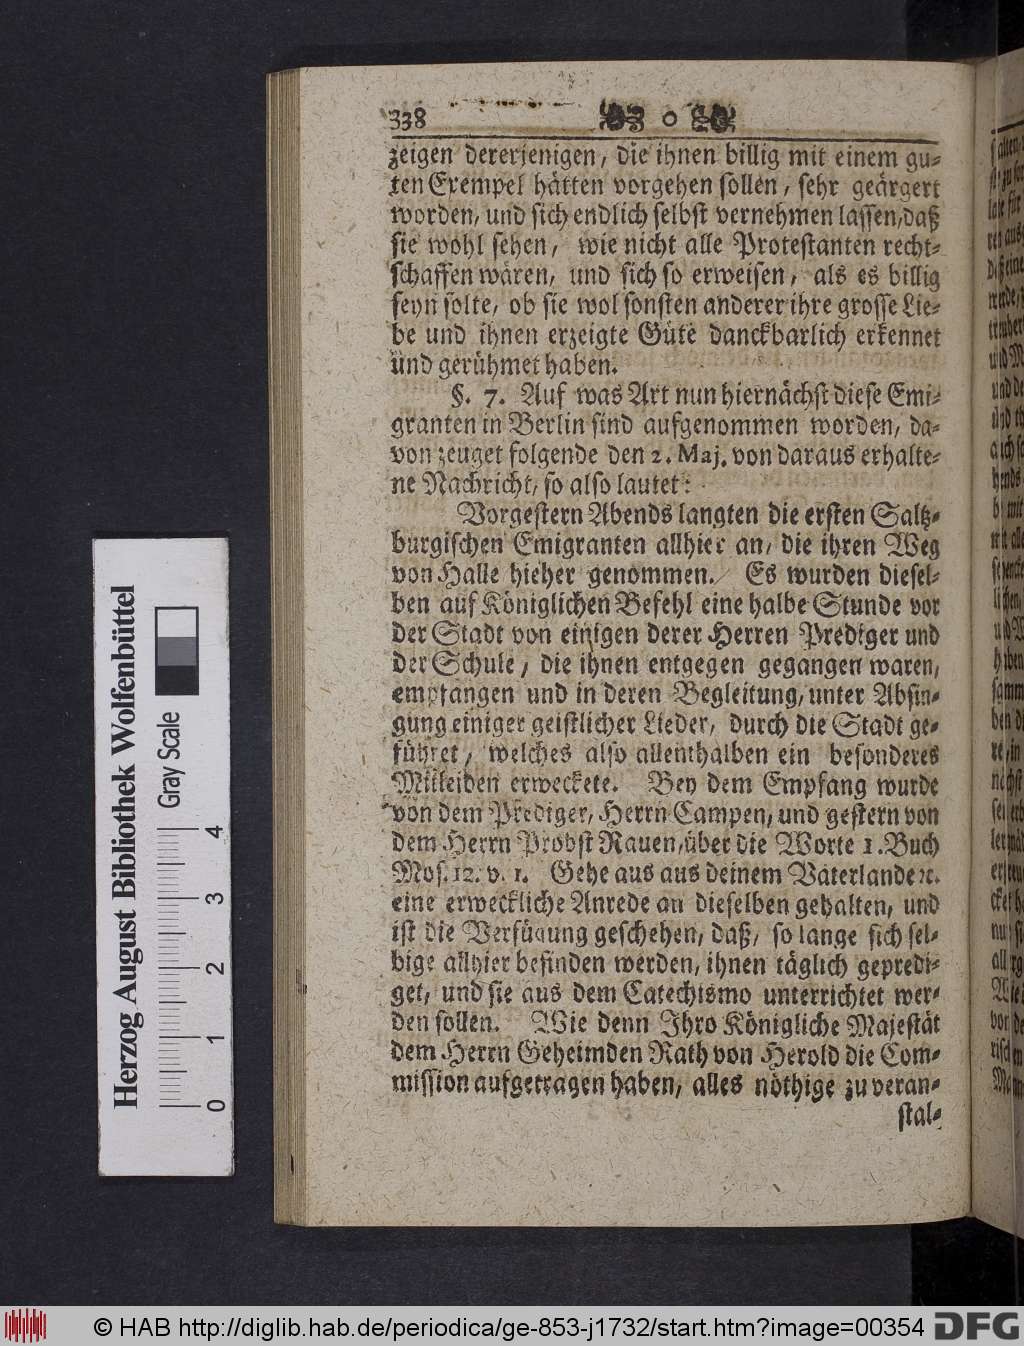 338 o
zeigen dererjenigen, die ihnen billig mit einem gu-
ten Exempel hätten vorgehen sollen, sehr geärgert
worden, und sich endlich selbst vernehmen lassen, daß
sie wohl sehen, wie nicht alle Protestanten recht-
schaffen wären, und sich so erweisen, als es billig
seyn solte, ob sie wol sonsten anderer ihre grosse Lie-
be und ihnen erzeigte Güte danckbarlich erkennet
und gerühmet haben.
§. 7. Auf was Art nun hiernächst diese Emi-
granten in Berlin sind aufgenommen worden, da-
von zeuget folgende den 2. Maj. von daraus erhalte-
ne Nachricht, so also lautet:
Vorgestern Abends langten die ersten Saltz-
burgischen Emigranten allhier an, die ihren Weg
von Halle hieher genommen. Es wurden diesel-
ben auf Königlichen Befehl eine halbe Stunde vor
der Stadt von einigen derer Herren Prediger und
der Schule, die ihnen entgegen gegangen waren,
empfangen und in deren Begleitung, unter Absin-
gung einiger geistlicher Lieder, durch die Stadt ge-
führet, welches also allenthalben ein besonderes
Mitleiden erweckete. Bey dem Empfang wurde
von dem Prediger, Herrn Campen, und gestern von
dem Herrn Probst Rauen, über die Worte 1. Buch
Mos. 12. v. 1. Gehe aus aus deinem Vaterlande ꝛc.
eine erweckliche Anrede an dieselben gehalten, und
ist die Verfügung geschehen, daß, so lange sich sel-
bige allhier befinden werden, ihnen täglich gepredi-
get, und sie aus dem Catechismo unterrichtet wer-
den sollen. Wie denn Ihro Königliche Majestät
dem Herrn Geheimden Rath von Herold die Com-
mission aufgetragen haben, alles nöthige zu veran-
stal-
Herzog August Bibliothek Wolfenbüttel
Gray Scale
0 1 2 3 4
© HAB http://diglib.hab.de/periodica/ge-853-j1732/start.htm?image=00354
DFG